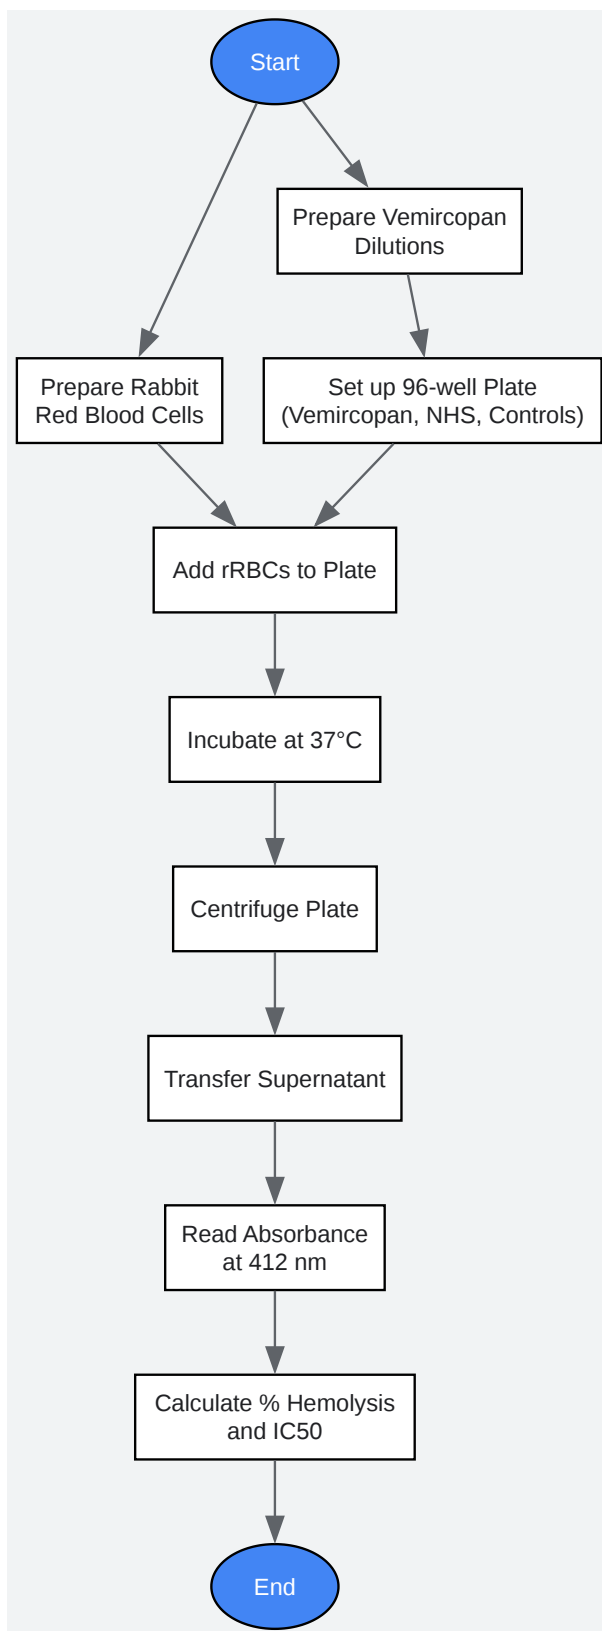 Start
Prepare Vemircopan
Dilutions
Prepare Rabbit
Red Blood Cells
Set up 96-well Plate
(Vemircopan, NHS, Controls)
Add rRBCs to Plate
Incubate at 37°C
Centrifuge Plate
Transfer Supernatant
Read Absorbance
at 412 nm
Calculate % Hemolysis
and IC50
End